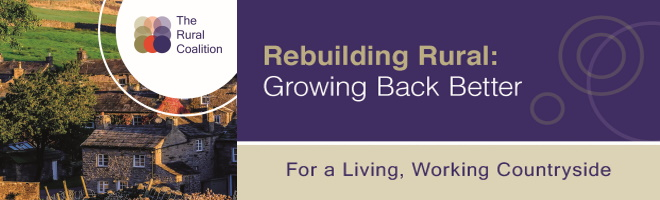 The
Rural
Coalition
Rebuilding Rural:
Growing Back Better
For a Living, Working Countryside